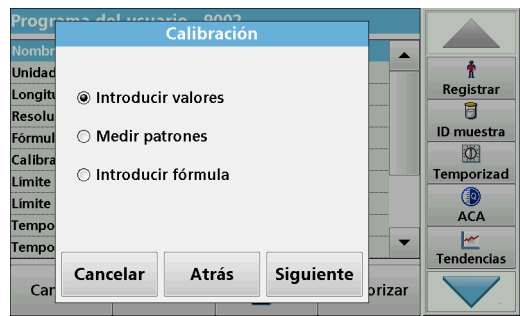 Programa del usuario 9002
Calibración
Nombr
Unidad
Longitu
Resolu
Fórmul
Calibra
Límite
Límite
Tempo
Tempo
Introducir valores
Medir patrones
Introducir fórmula
Cancelar
Atrás
Siguiente
Can
orizar
Registrar
ID muestra
Temporizad
ACA
Tendencias